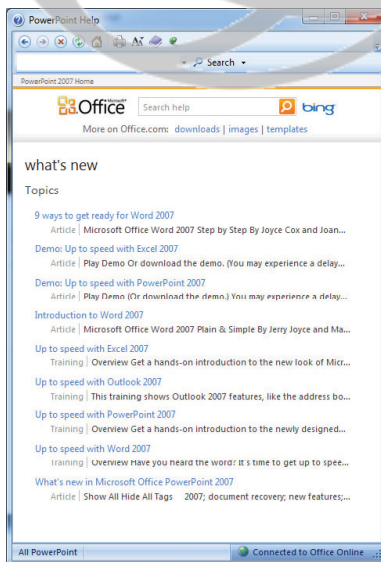 PowerPoint Help
Search
PowerPoint 2007 Home
Office Search help bing
More on Office.com: downloads | images | templates
what's new
Topics
9 ways to get ready for Word 2007
Article | Microsoft Office Word 2007 Step by Step By Joyce Cox and Joan...
Demo: Up to speed with Excel 2007
Article | Play Demo Or download the demo. (You may experience a delay...
Demo: Up to speed with PowerPoint 2007
Article | Play Demo (Or download the demo.) You may experience a delay...
Introduction to Word 2007
Article | Microsoft Office Word 2007 Plain & Simple By Jerry Joyce and Ma...
Up to speed with Excel 2007
Training | Overview Get a hands-on introduction to the new look of Micr...
Up to speed with Outlook 2007
Training | This training shows Outlook 2007 features, like the address bo...
Up to speed with PowerPoint 2007
Training | Overview Get a hands-on introduction to the newly designed...
Up to speed with Word 2007
Training | Overview Have you heard the word? It's time to get up to spee...
What's new in Microsoft Office PowerPoint 2007
Article | Show All Hide All Tags 2007; document recovery; new features;...
All PowerPoint Connected to Office Online